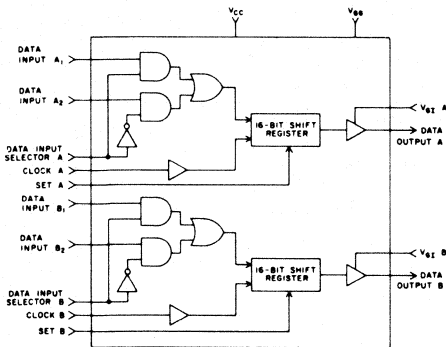 VCC
VGG
DATA
INPUT A1
DATA
INPUT A2
DATA INPUT
SELECTOR A
CLOCK A
SET A
16-BIT SHIFT
REGISTER
VGI A
DATA
OUTPUT A
DATA
INPUT B1
DATA
INPUT B2
DATA INPUT
SELECTOR B
CLOCK B
SET B
16-BIT SHIFT
REGISTER
VGI B
DATA
OUTPUT B